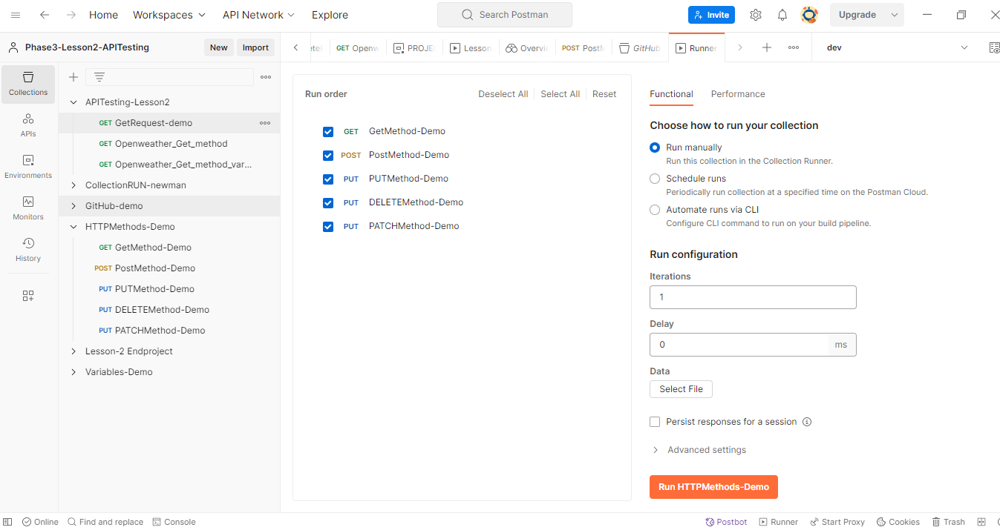 Home Workspaces API Network Explore Search Postman Invite Upgrade
Phase3-Lesson2-APITesting New Import
GET Openw PROJE Lesson Overvi POST PostM GitHub Runner dev
Collections
APIs
Environments
Monitors
History
APITesting-Lesson2
GET GetRequest-demo
GET Openweather_Get_method
GET Openweather_Get_method_var...
CollectionRUN-newman
GitHub-demo
HTTPMethods-Demo
GET GetMethod-Demo
POST PostMethod-Demo
PUT PUTMethod-Demo
PUT DELETEMethod-Demo
PUT PATCHMethod-Demo
Lesson-2 Endproject
Variables-Demo
Run order Deselect All Select All Reset
GET GetMethod-Demo
POST PostMethod-Demo
PUT PUTMethod-Demo
PUT DELETEMethod-Demo
PUT PATCHMethod-Demo
Functional Performance
Choose how to run your collection
Run manually
Run this collection in the Collection Runner.
Schedule runs
Periodically run collection at a specified time on the Postman Cloud.
Automate runs via CLI
Configure CLI command to run on your build pipeline.
Run configuration
Iterations
1
Delay
0 ms
Data
Select File
Persist responses for a session
Advanced settings
Run HTTPMethods-Demo
Online Find and replace Console Postbot Runner Start Proxy Cookies Trash